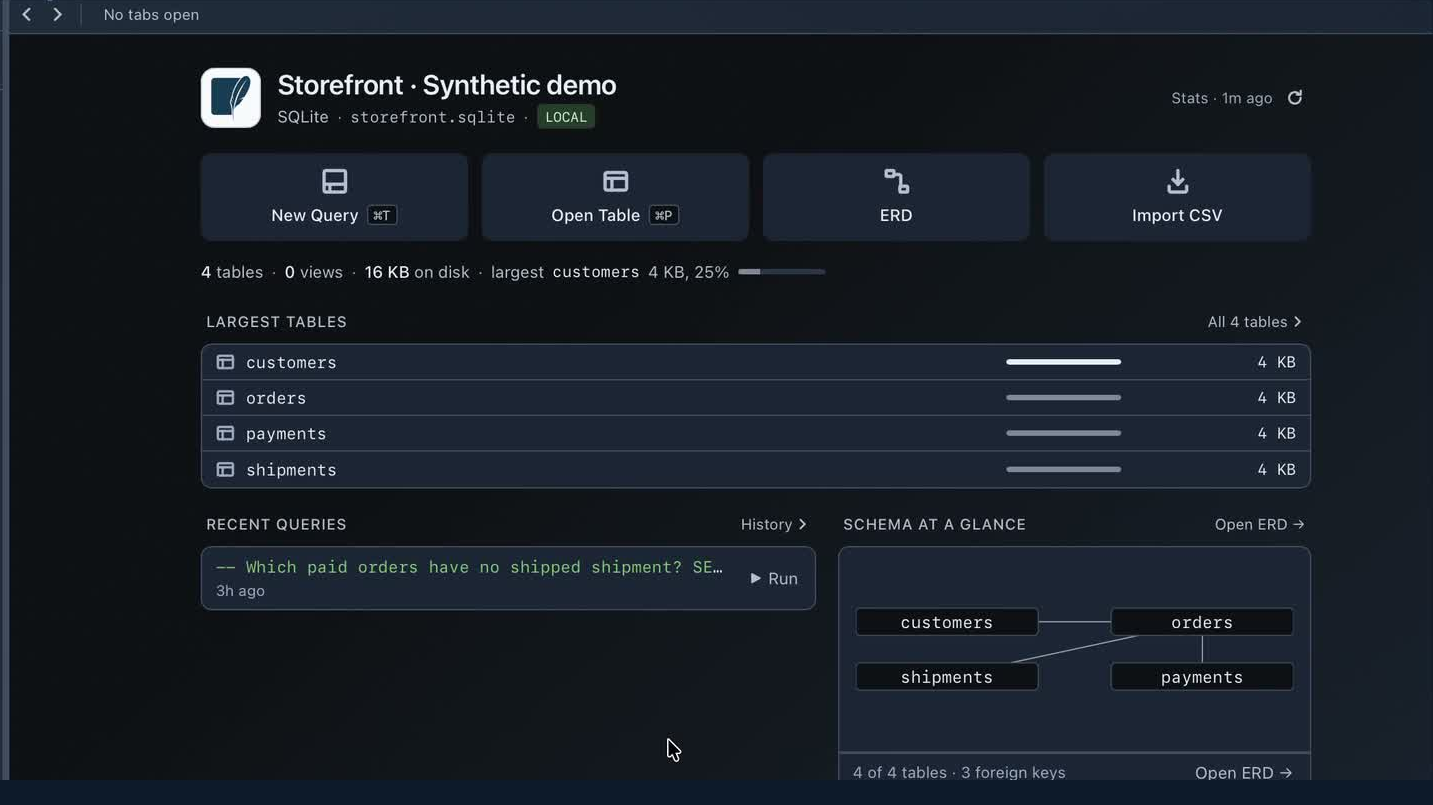 No tabs open
Storefront · Synthetic demo
SQLite · storefront.sqlite · LOCAL
Stats · 1m ago
New Query ⌘T
Open Table ⌘P
ERD
Import CSV
4 tables · 0 views · 16 KB on disk · largest customers 4 KB, 25%
LARGEST TABLES
All 4 tables >
customers 4 KB
orders 4 KB
payments 4 KB
shipments 4 KB
RECENT QUERIES
History >
-- Which paid orders have no shipped shipment? SE…
3h ago
Run
SCHEMA AT A GLANCE
Open ERD →
customers
orders
shipments
payments
4 of 4 tables · 3 foreign keys
Open ERD →